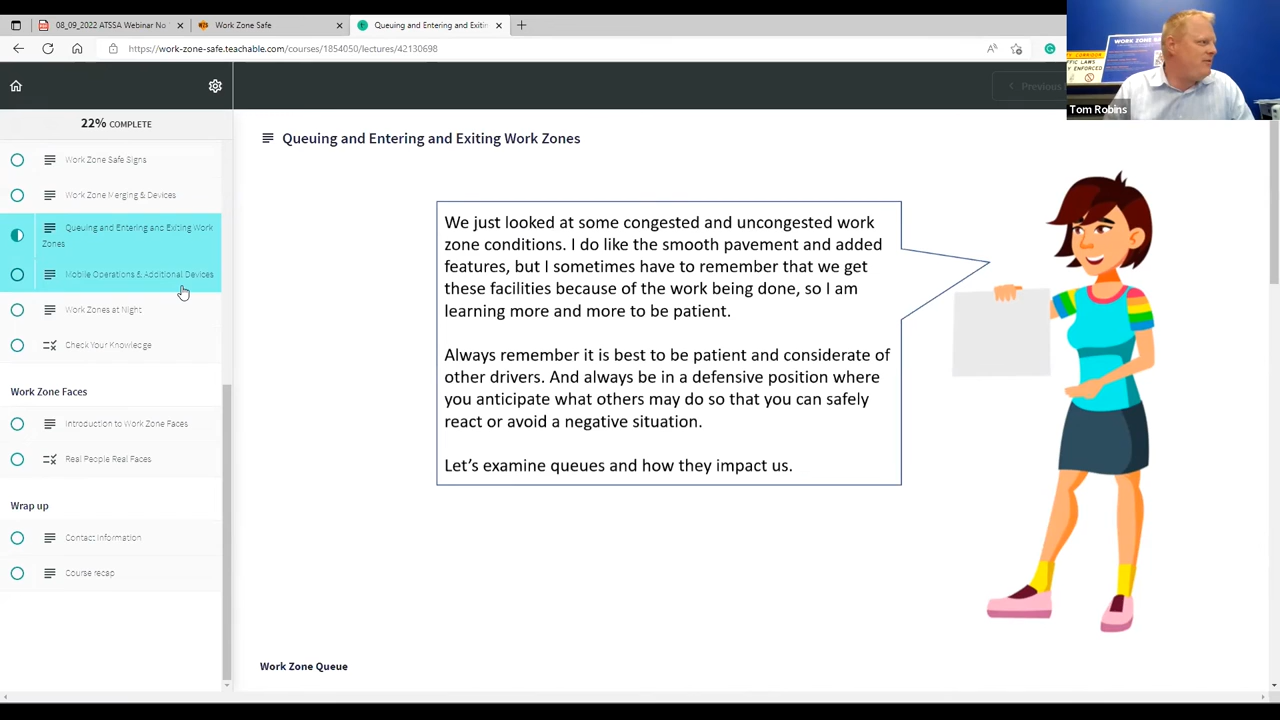 08_09_2022 ATSSA Webinar No
Work Zone Safe
Queuing and Entering and Exitin
https://work-zone-safe.teachable.com/courses/1854050/lectures/
Previous
WORK ZONE
CORRIDOR
FFIC LAWS
Y ENFORCED
Tom Robins
22% COMPLETE
Work Zone Safe Signs
Work Zone Merging & Devices
Queuing and Entering and Exiting Work
Zones
Mobile Operations & Additional Devices
Work Zones at Night
Check Your Knowledge
Work Zone Faces
Introduction to Work Zone Faces
Real People Real Faces
Wrap up
Contact Information
Course recap
Queuing and Entering and Exiting Work Zones
We just looked at some congested and uncongested work
zone conditions. I do like the smooth pavement and added
features, but I sometimes have to remember that we get
these facilities because of the work being done, so I am
learning more and more to be patient.
Always remember it is best to be patient and considerate of
other drivers. And always be in a defensive position where
you anticipate what others may do so that you can safely
react or avoid a negative situation.
Let's examine queues and how they impact us.
Work Zone Queue